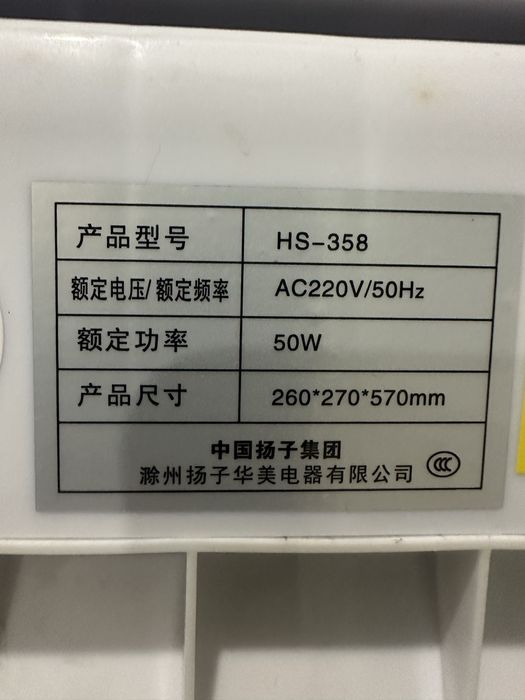 产品型号 HS-358
额定电压/额定频率 AC220V/50Hz
额定功率 50W
产品尺寸 260*270*570mm
中国扬子集团
滁州扬子华美电器有限公司